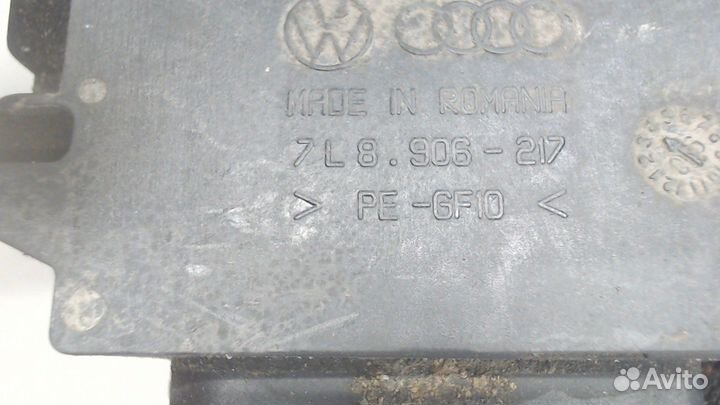 MADE IN ROMANIA
7L8.906-217
> PE-GF10 <
Avito